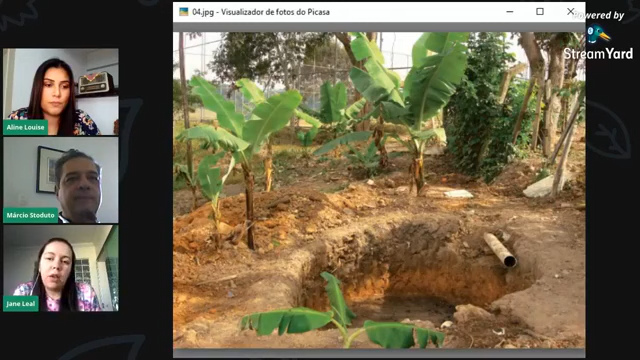 04.jpg - Visualizador de fotos do Picasa
Powered by
StreamYard
Aline Louise
Márcio Stoduto
Jane Leal